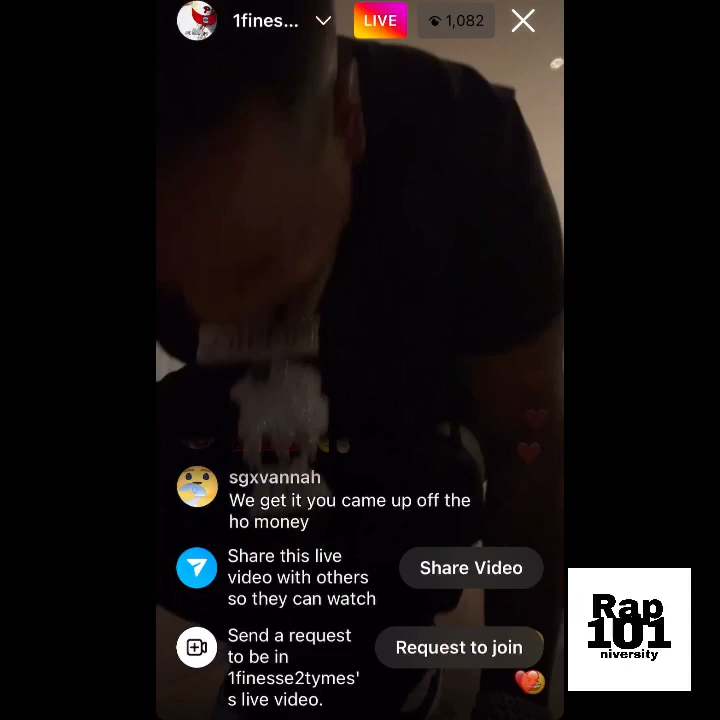 1fines...
LIVE
1,082
sgxvannah
We get it you came up off the
ho money
Share this live
video with others
so they can watch
Share Video
Send a request
to be in
1finesse2tymes'
s live video.
Request to join
Rap
101
niversity